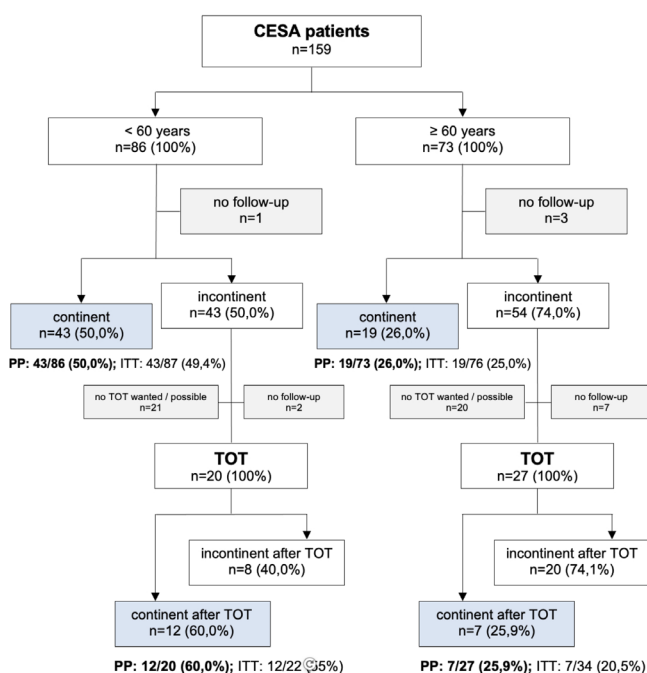 CESA patients
n=159
< 60 years
n=86 (100%)
≥ 60 years
n=73 (100%)
no follow-up
n=1
no follow-up
n=3
continent
n=43 (50,0%)
incontinent
n=43 (50,0%)
continent
n=19 (26,0%)
incontinent
n=54 (74,0%)
PP: 43/86 (50,0%); ITT: 43/87 (49,4%)
PP: 19/73 (26,0%); ITT: 19/76 (25,0%)
no TOT wanted / possible
n=21
no follow-up
n=2
no TOT wanted / possible
n=20
no follow-up
n=7
TOT
n=20 (100%)
TOT
n=27 (100%)
incontinent after TOT
n=8 (40,0%)
incontinent after TOT
n=20 (74,1%)
continent after TOT
n=12 (60,0%)
continent after TOT
n=7 (25,9%)
PP: 12/20 (60,0%); ITT: 12/22
PP: 7/27 (25,9%); ITT: 7/34 (20,5%)